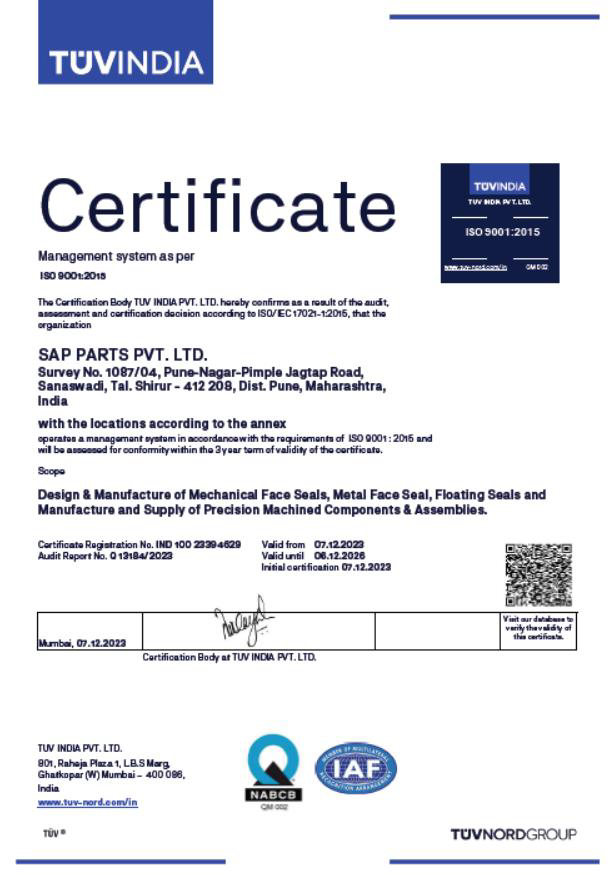 TÜVINDIA
Certificate
TÜVINDIA
TUV INDIA PVT. LTD.
ISO 9001:2015
www.tuv-nord.com/in QM 002
Management system as per
ISO 9001:2015
The Certification Body TUV INDIA PVT. LTD. hereby confirms as a result of the audit,
assessment and certification decision according to ISO/IEC 17021-1:2015, that the
organization
SAP PARTS PVT. LTD.
Survey No. 1087/04, Pune-Nagar-Pimple Jagtap Road,
Sanaswadi, Tal. Shirur - 412 208, Dist. Pune, Maharashtra,
India
with the locations according to the annex
operates a management system in accordance with the requirements of ISO 9001 : 2015 and
will be assessed for conformity within the 3 year term of validity of the certificate.
Scope
Design & Manufacture of Mechanical Face Seals, Metal Face Seal, Floating Seals and
Manufacture and Supply of Precision Machined Components & Assemblies.
Certificate Registration No. IND 100 23394629 Valid from 07.12.2023
Audit Report No. Q 13184/2023 Valid until 06.12.2026
Initial certification 07.12.2023
Visit our database to
verify the validity of
this certificate.
Mumbai, 07.12.2023
Certification Body at TUV INDIA PVT. LTD.
TUV INDIA PVT. LTD.
801, Raheja Plaza 1, L.B.S Marg,
Ghatkopar (W) Mumbai - 400 086,
India
www.tuv-nord.com/in
NABCB
QM 002
MEMBER OF MULTILATERAL
IAF
RECOGNITION ARRANGEMENT
TÜV ®
TÜVNORDGROUP